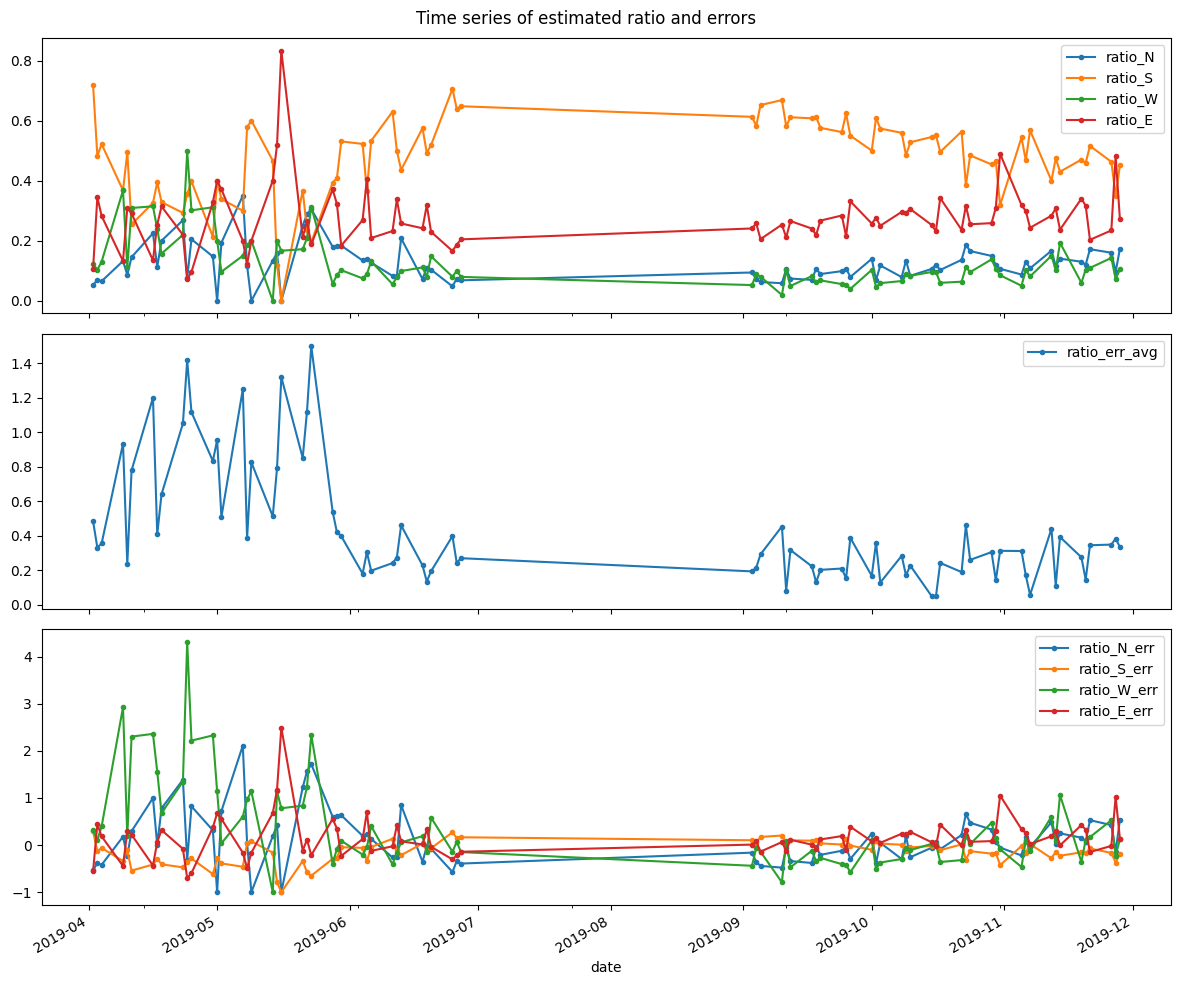 Time series of estimated ratio and errors
0.8
0.6
0.4
0.2
0.0
ratio_N
ratio_S
ratio_W
ratio_E
1.4
1.2
1.0
0.8
0.6
0.4
0.2
0.0
ratio_err_avg
4
3
2
1
0
−1
ratio_N_err
ratio_S_err
ratio_W_err
ratio_E_err
2019-04
2019-05
2019-06
2019-07
2019-08
2019-09
2019-10
2019-11
2019-12
date